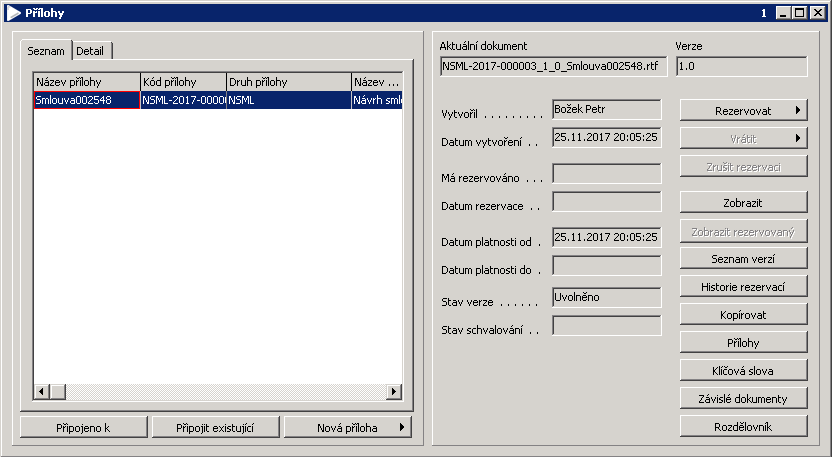 Přílohy 1
Seznam Detail
Název přílohy Kód přílohy Druh přílohy Název ...
Smlouva002548 NSML-2017-0000 NSML Návrh sml
Připojeno k Připojit existující Nová příloha
Aktuální dokument Verze
NSML-2017-000003_1_0_Smlouva002548.rtf 1.0
Vytvořil . . . . . . . . . Božek Petr
Datum vytvoření . . 25.11.2017 20:05:25
Má rezervováno . . .
Datum rezervace . .
Datum platnosti od . 25.11.2017 20:05:25
Datum platnosti do .
Stav verze . . . . . . Uvolněno
Stav schvalování . .
Rezervovat
Vrátit
Zrušit rezervaci
Zobrazit
Zobrazit rezervovaný
Seznam verzí
Historie rezervací
Kopírovat
Přílohy
Klíčová slova
Závislé dokumenty
Rozdělovník